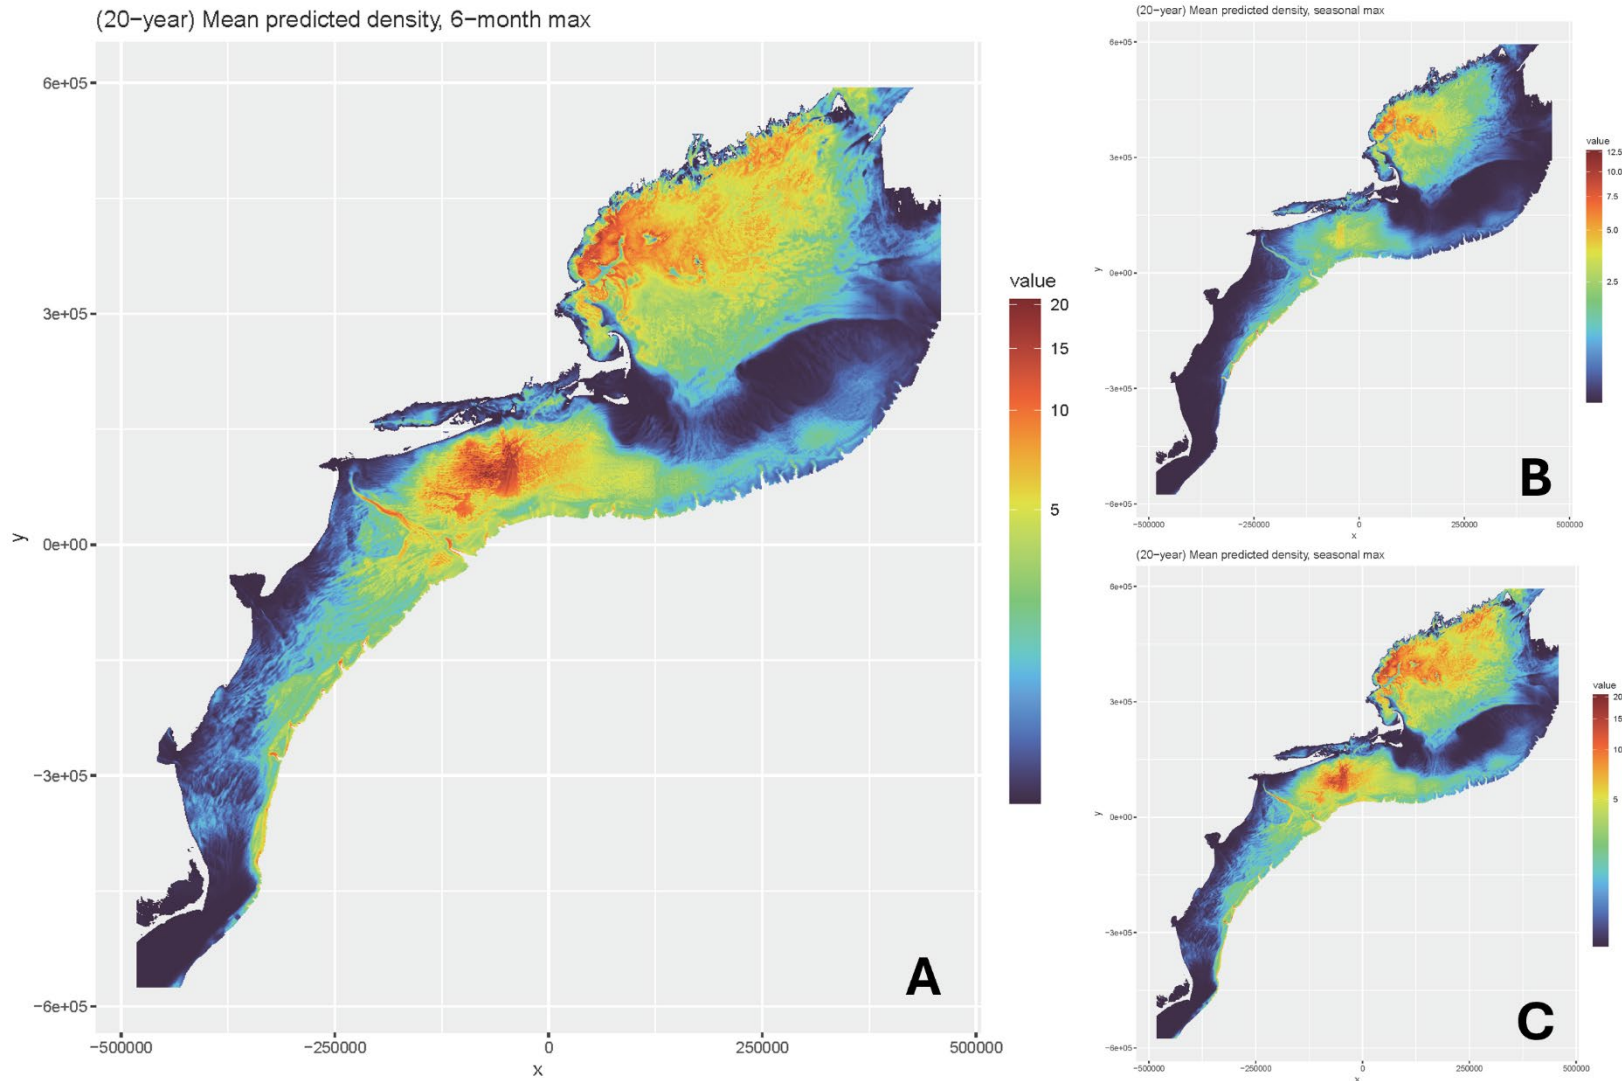 (20−year) Mean predicted density, 6−month max
6e+05
3e+05
0e+00
−3e+05
−6e+05
y
−500000
−250000
0
250000
500000
x
value
20
15
10
5
A
(20−year) Mean predicted density, seasonal max
6e+05
3e+05
0e+00
−3e+05
−6e+05
y
−500000
−250000
0
250000
500000
x
value
12.5
10.0
7.5
5.0
2.5
B
(20−year) Mean predicted density, seasonal max
6e+05
3e+05
0e+00
−3e+05
−6e+05
y
−500000
−250000
0
250000
500000
x
value
20
15
10
5
C